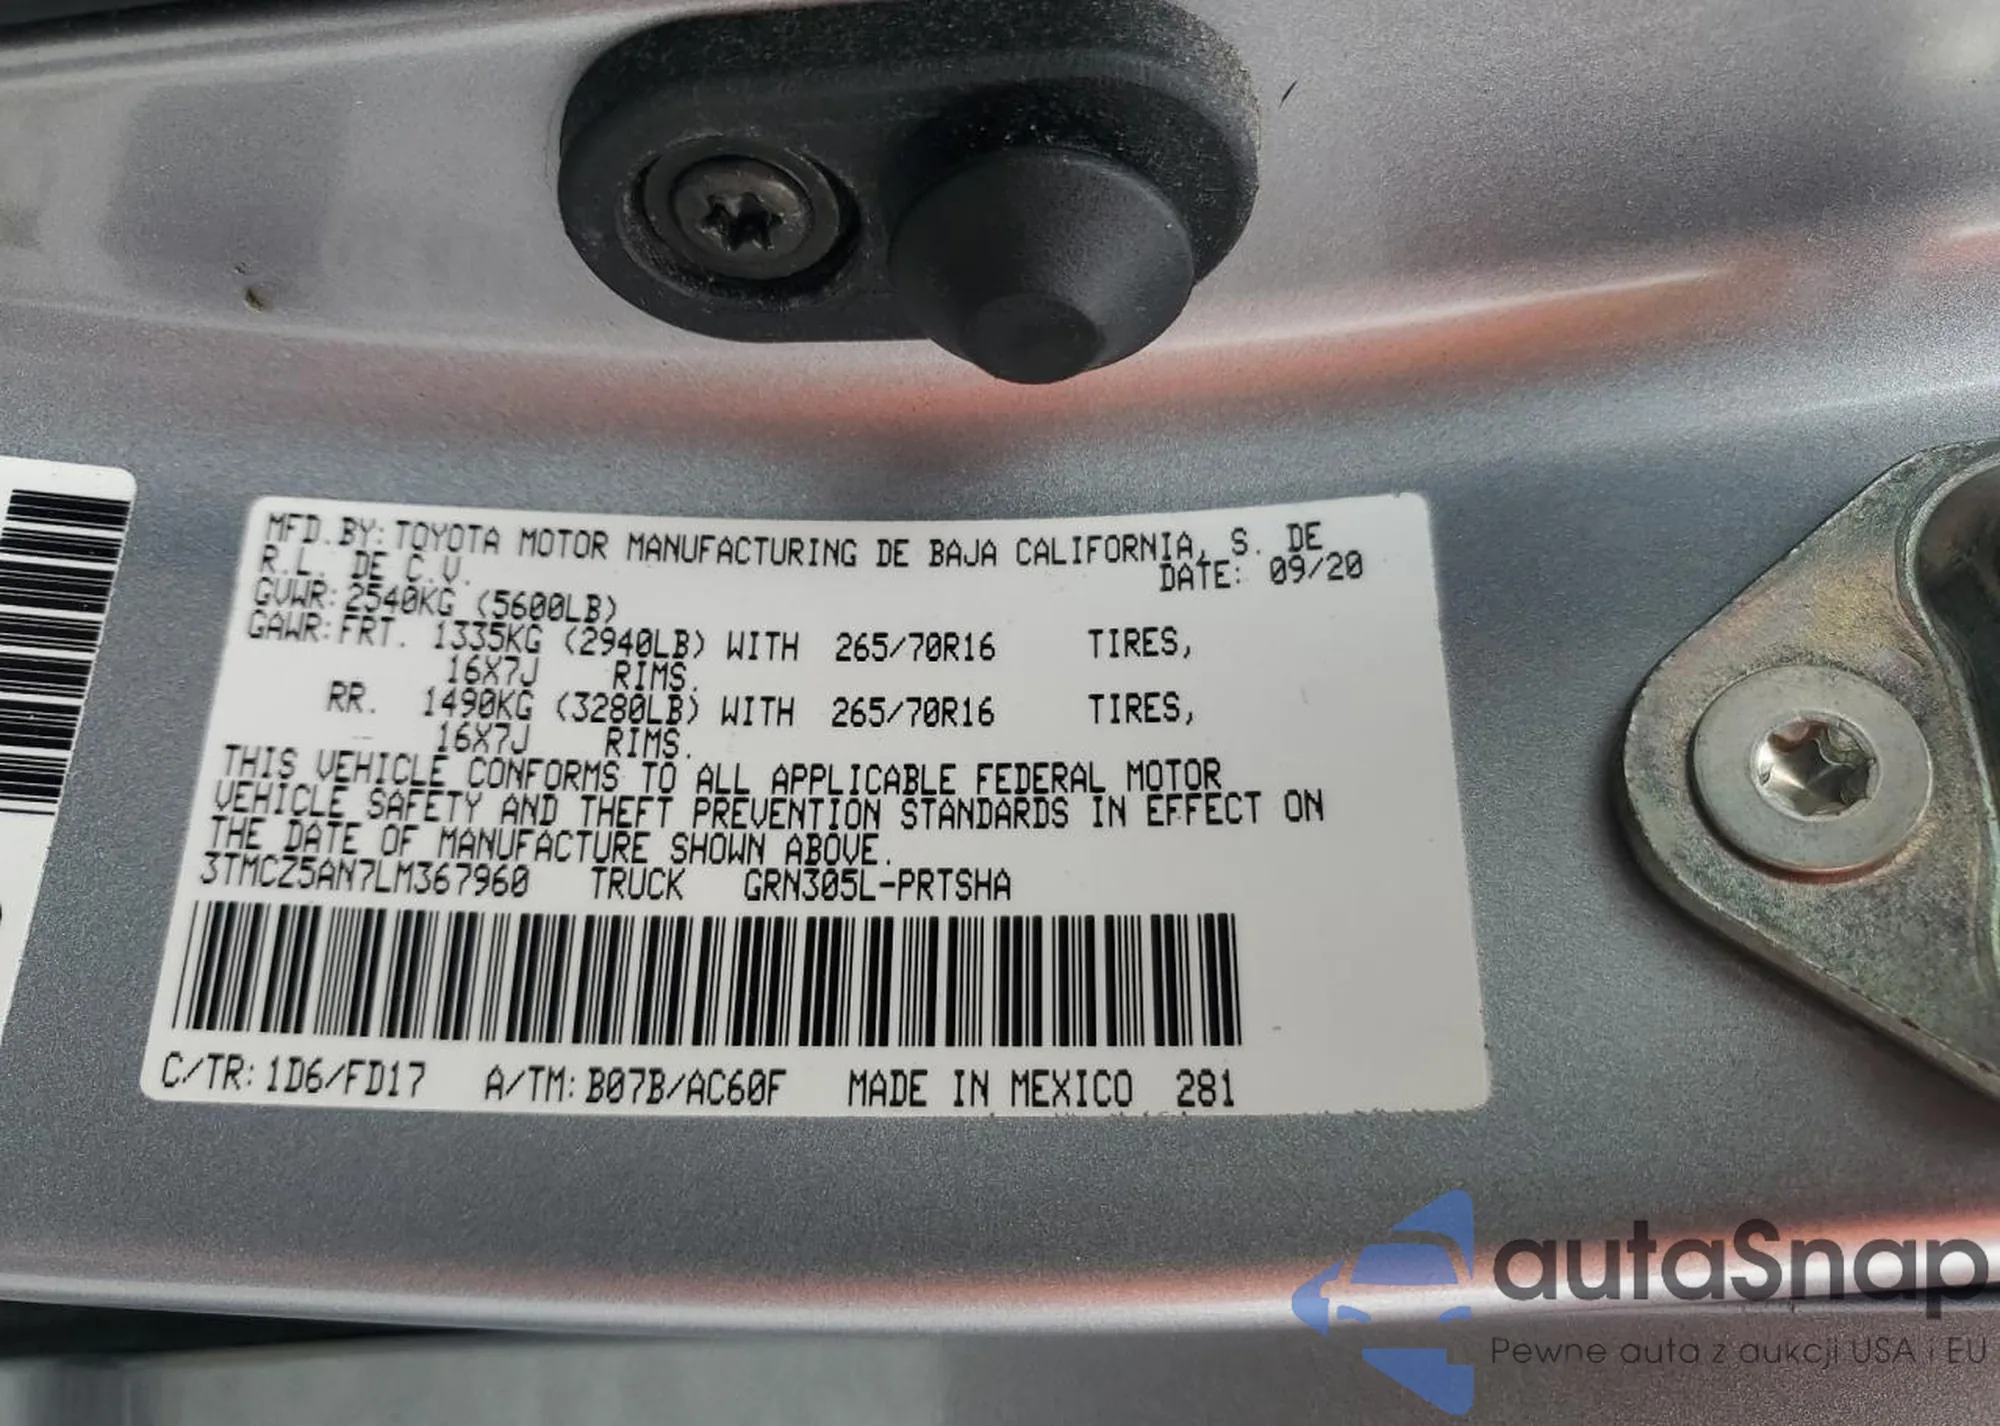 MFD.BY: TOYOTA MOTOR MANUFACTURING DE BAJA CALIFORNIA, S. DE
R.L. DE C.V. DATE: 09/20
GVWR: 2540KG (5600LB)
GAWR: FRT. 1335KG (2940LB) WITH 265/70R16 TIRES,
16X7J RIMS.
RR. 1490KG (3280LB) WITH 265/70R16 TIRES,
16X7J RIMS.
THIS VEHICLE CONFORMS TO ALL APPLICABLE FEDERAL MOTOR
VEHICLE SAFETY AND THEFT PREVENTION STANDARDS IN EFFECT ON
THE DATE OF MANUFACTURE SHOWN ABOVE.
3TMCZ5AN7LM367960 TRUCK GRN305L-PRTSHA
C/TR: 1D6/FD17 A/TM: B07B/AC60F MADE IN MEXICO 281
autaSnap
Pewne auta z aukcji USA i EU